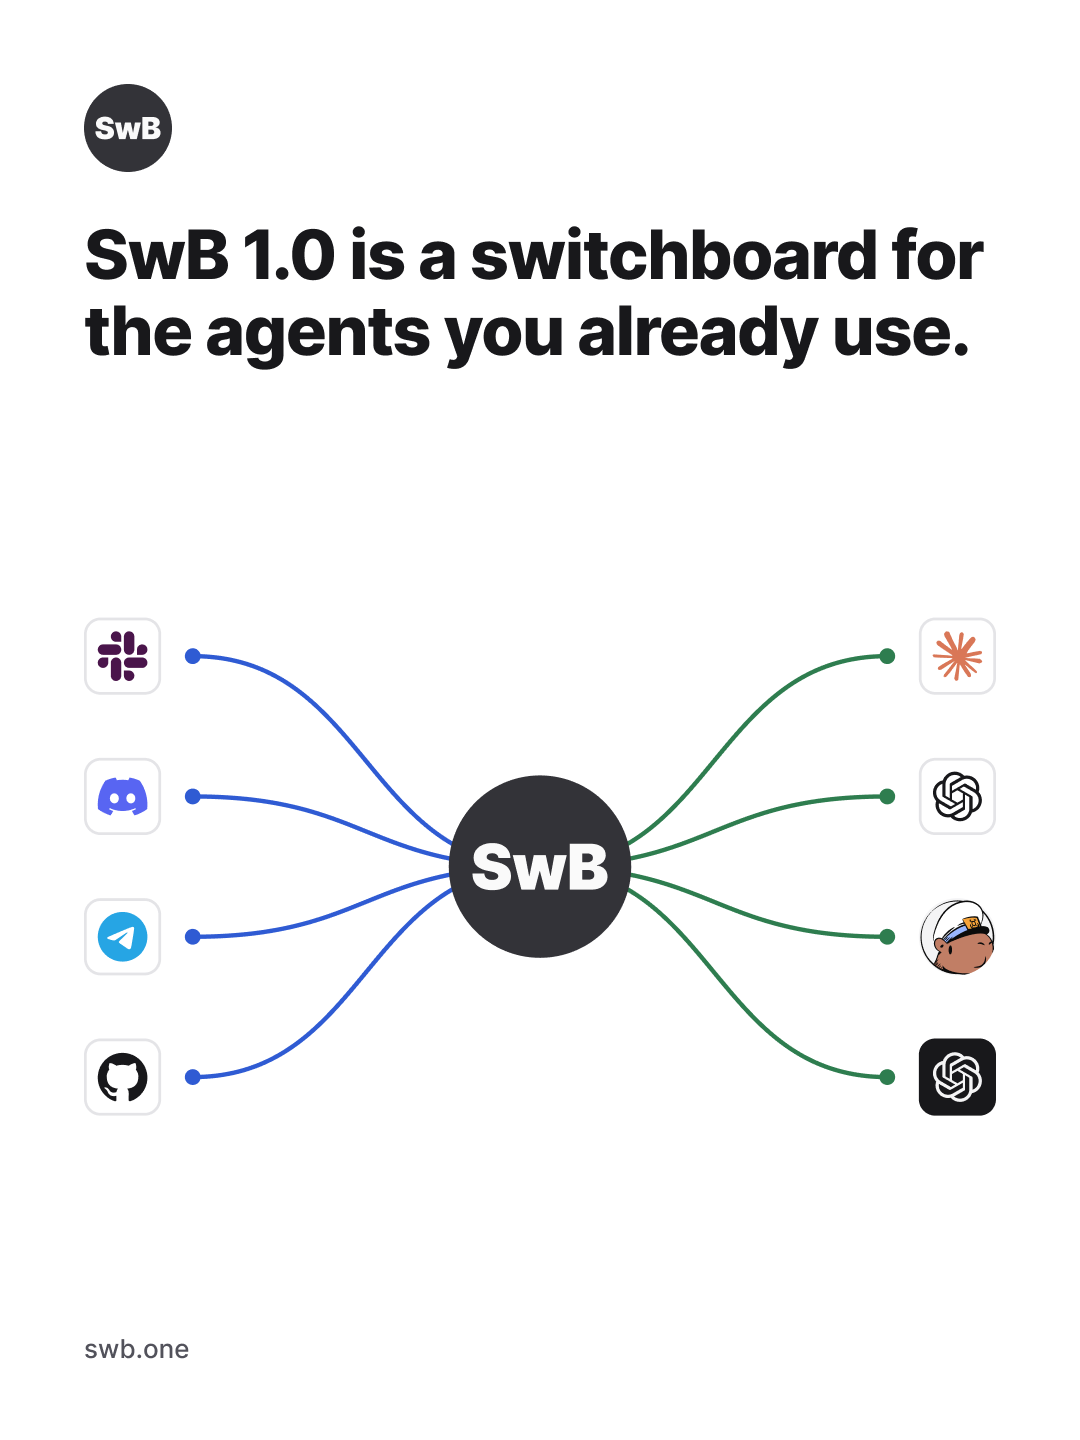 SwB
SwB 1.0 is a switchboard for
the agents you already use.
SwB
swb.one